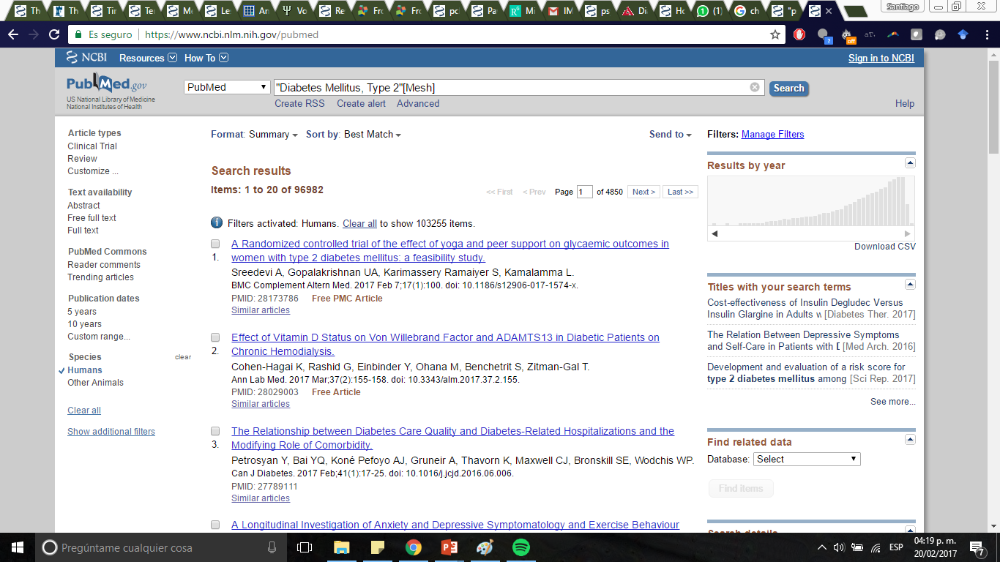 Th Th Tir Te Me Le An Vo Re Fro Fro pc Pa Mi IM ps Di Ho (1) ch "p
Santiago
Es seguro https://www.ncbi.nlm.nih.gov/pubmed
NCBI Resources How To Sign in to NCBI
PubMed.gov
US National Library of Medicine
National Institutes of Health
PubMed "Diabetes Mellitus, Type 2"[Mesh] Search
Create RSS Create alert Advanced Help
Article types
Clinical Trial
Review
Customize ...
Text availability
Abstract
Free full text
Full text
PubMed Commons
Reader comments
Trending articles
Publication dates
5 years
10 years
Custom range...
Species clear
Humans
Other Animals
Clear all
Show additional filters
Format: Summary Sort by: Best Match Send to
Search results
Items: 1 to 20 of 96982
<< First < Prev Page 1 of 4850 Next > Last >>
Filters activated: Humans. Clear all to show 103255 items.
1. A Randomized controlled trial of the effect of yoga and peer support on glycaemic outcomes in
women with type 2 diabetes mellitus: a feasibility study.
Sreedevi A, Gopalakrishnan UA, Karimassery Ramaiyer S, Kamalamma L.
BMC Complement Altern Med. 2017 Feb 7;17(1):100. doi: 10.1186/s12906-017-1574-x.
PMID: 28173786 Free PMC Article
Similar articles
2. Effect of Vitamin D Status on Von Willebrand Factor and ADAMTS13 in Diabetic Patients on
Chronic Hemodialysis.
Cohen-Hagai K, Rashid G, Einbinder Y, Ohana M, Benchetrit S, Zitman-Gal T.
Ann Lab Med. 2017 Mar;37(2):155-158. doi: 10.3343/alm.2017.37.2.155.
PMID: 28029003 Free Article
Similar articles
3. The Relationship between Diabetes Care Quality and Diabetes-Related Hospitalizations and the
Modifying Role of Comorbidity.
Petrosyan Y, Bai YQ, Koné Pefoyo AJ, Gruneir A, Thavorn K, Maxwell CJ, Bronskill SE, Wodchis WP.
Can J Diabetes. 2017 Feb;41(1):17-25. doi: 10.1016/j.jcjd.2016.06.006.
PMID: 27789111
Similar articles
A Longitudinal Investigation of Anxiety and Depressive Symptomatology and Exercise Behaviour
Filters: Manage Filters
Results by year
Download CSV
Titles with your search terms
Cost-effectiveness of Insulin Degludec Versus
Insulin Glargine in Adults w [Diabetes Ther. 2017]
The Relation Between Depressive Symptoms
and Self-Care in Patients with [Med Arch. 2016]
Development and evaluation of a risk score for
type 2 diabetes mellitus among [Sci Rep. 2017]
See more...
Find related data
Database: Select
Find items
Search details
Pregúntame cualquier cosa
ESP
04:19 p. m.
20/02/2017
7